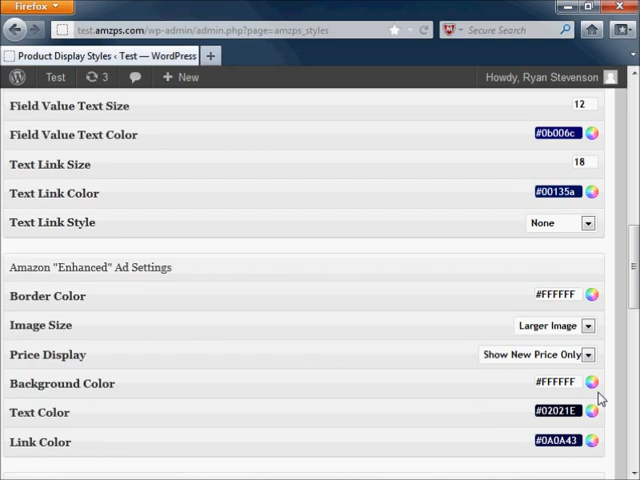 Firefox
test.amzps.com/wp-admin/admin.php?page=amzps_styles
Secure Search
Product Display Styles ‹ Test — WordPress
Test
3
New
Howdy, Ryan Stevenson
Field Value Text Size
12
Field Value Text Color
#0b006c
Text Link Size
18
Text Link Color
#00135a
Text Link Style
None
Amazon "Enhanced" Ad Settings
Border Color
#FFFFFF
Image Size
Larger Image
Price Display
Show New Price Only
Background Color
#FFFFFF
Text Color
#02021E
Link Color
#0A0A43